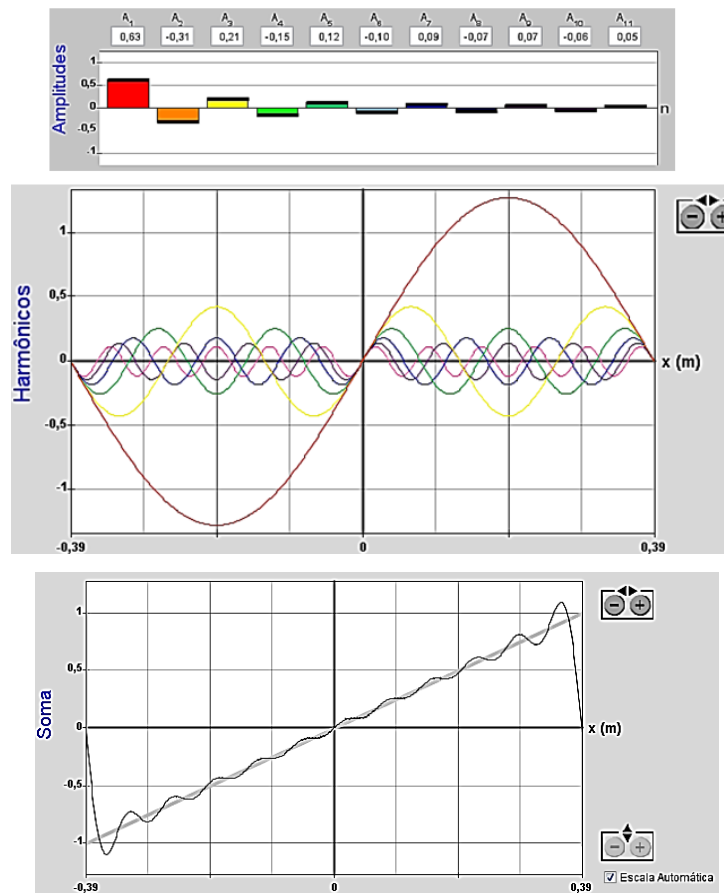 A₁ A₂ A₃ A₄ A₅ A₆ A₇ A₈ A₉ A₁₀ A₁₁
0,63 -0,31 0,21 -0,15 0,12 -0,10 0,09 -0,07 0,07 -0,06 0,05
Amplitudes
1
0,5
0
-0,5
-1
n
Harmônicos
1
0,5
0
-0,5
-1
x (m)
-0,39 0 0,39
Soma
1
0,5
0
-0,5
-1
x (m)
-0,39 0 0,39
Escala Automática